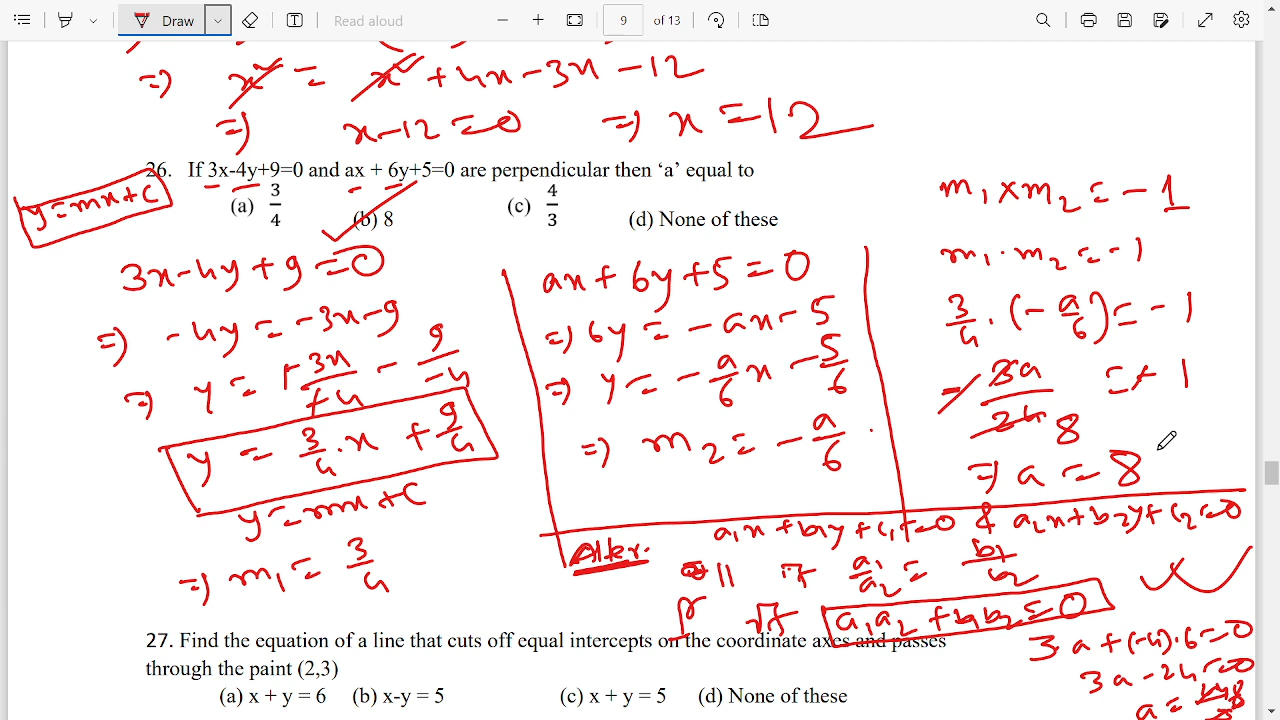 Draw
Read aloud
9 of 13
=) x² = x² + 4x - 3x - 12
=) x - 12 = 0 =) x = 12
26. If 3x-4y+9=0 and ax + 6y+5=0 are perpendicular then ‘a’ equal to
(a) 3/4 (b) 8 (c) 4/3 (d) None of these
y = mx + c
3x - 4y + 9 = 0
=) -4y = -3x - 9
=) y = -3x/-4 - 9/-4
y = 3/4 . x + 9/4
y = mx + c
=) m₁ = 3/4
ax + 6y + 5 = 0
=) 6y = -ax - 5
=) y = - a/6 x - 5/6
=) m₂ = - a/6 .
m₁ × m₂ = - 1
m₁ . m₂ = - 1
3/4 . (- a/6) = - 1
=) 3a/24 8 = + 1
=) a = 8
Alter.
a₁x + b₁y + c₁ = 0 & a₂x + b₂y + c₂ = 0
|| if a₁/a₂ = b₁/b₂
if a₁a₂ + b₁b₂ = 0
3. a + (-4) . 6 = 0
3a - 24 = 0
a =
27. Find the equation of a line that cuts off equal intercepts on the coordinate axes and passes
through the paint (2,3)
(a) x + y = 6 (b) x-y = 5 (c) x + y = 5 (d) None of these